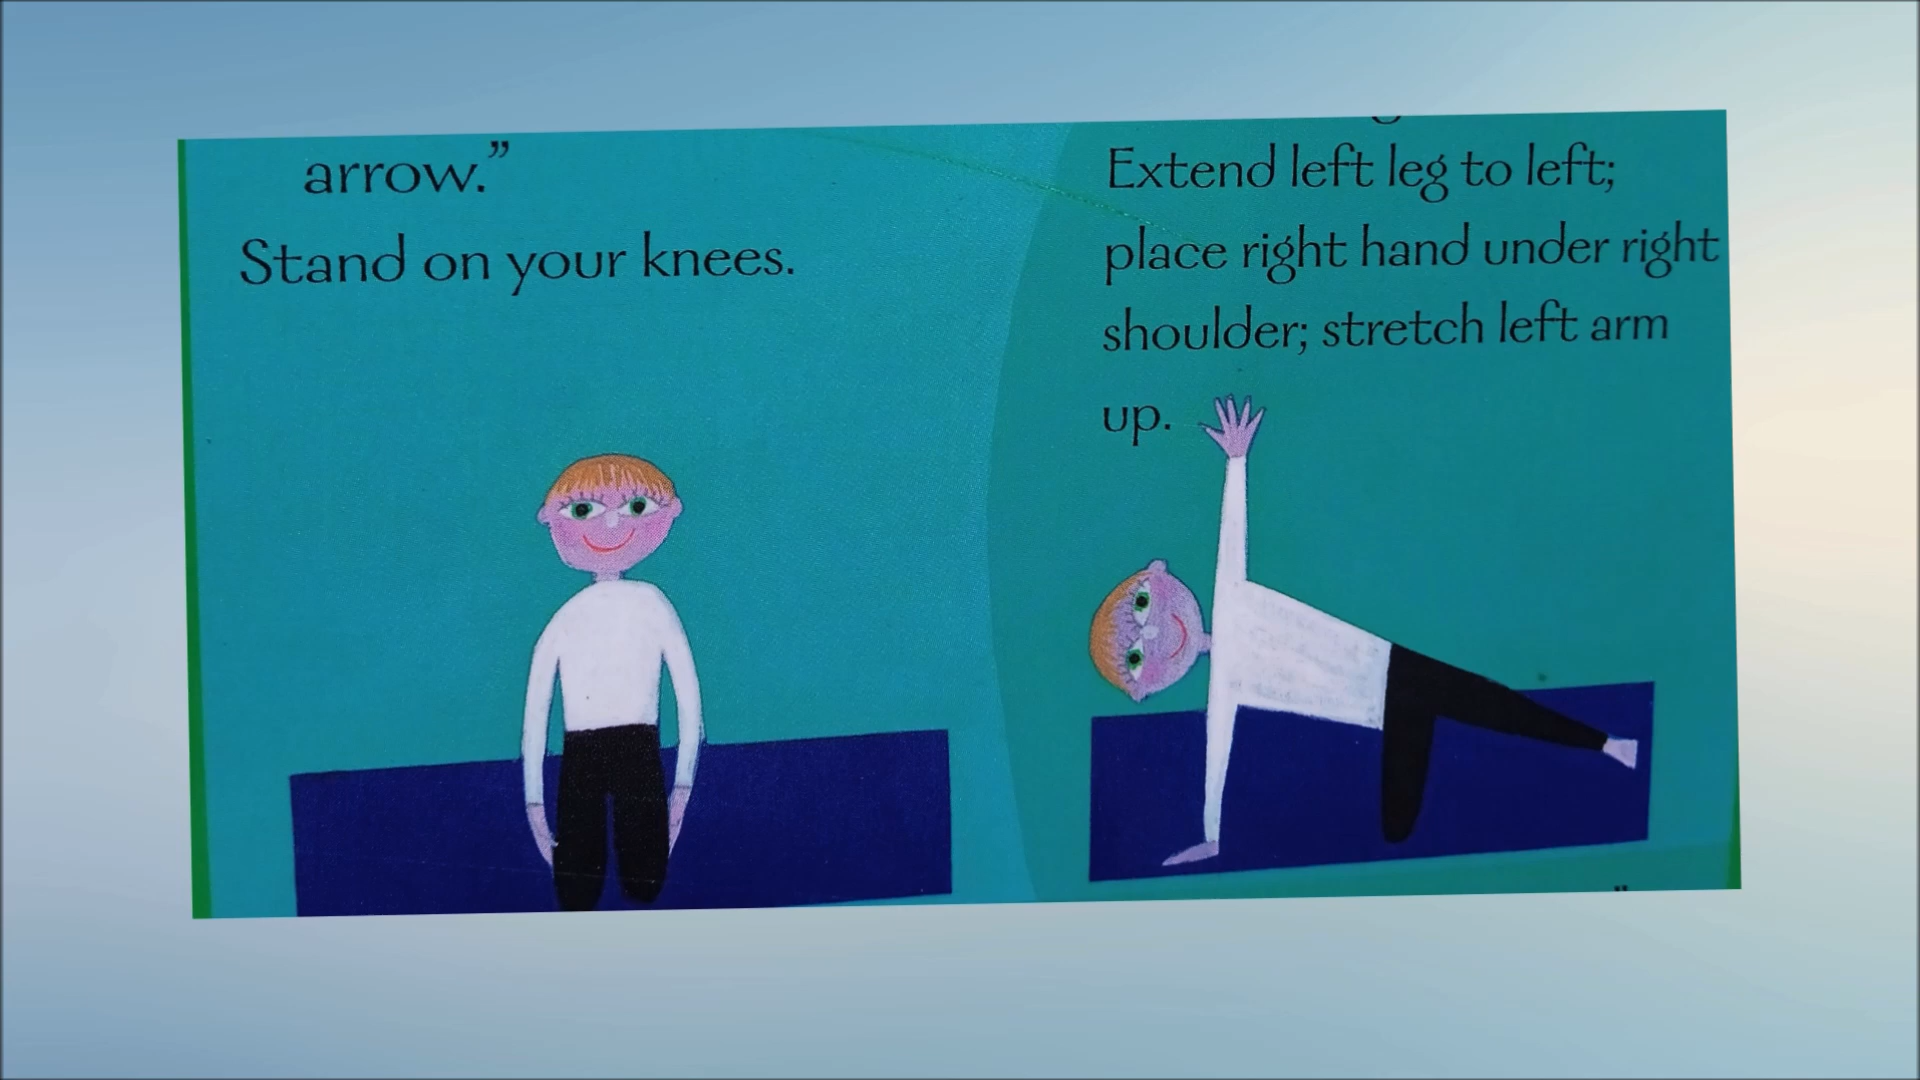 arrow.”
Stand on your knees.
Extend left leg to left;
place right hand under right
shoulder; stretch left arm
up.